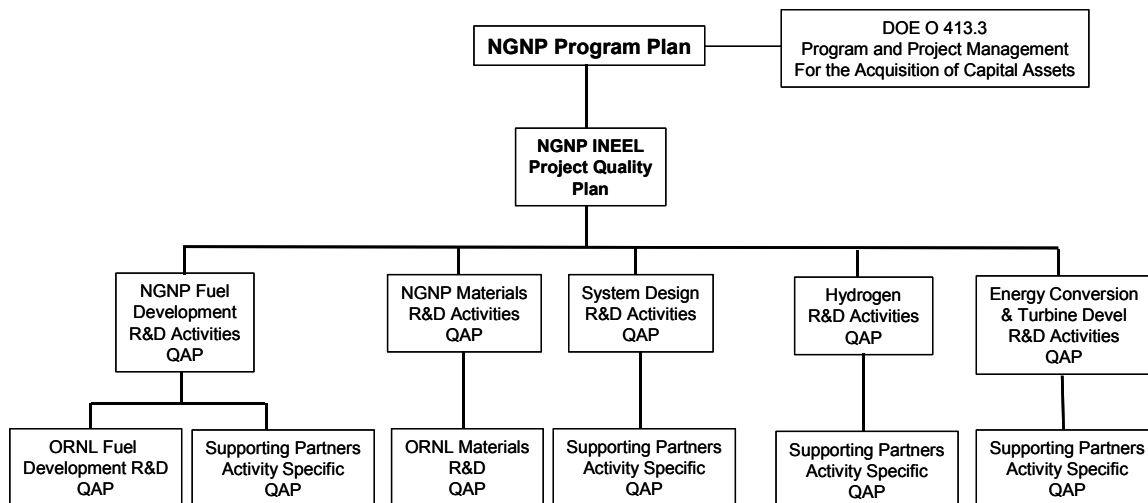 NGNP Program Plan
DOE O 413.3
Program and Project Management
For the Acquisition of Capital Assets
NGNP INEEL
Project Quality
Plan
NGNP Fuel
Development
R&D Activities
QAP
NGNP Materials
R&D Activities
QAP
System Design
R&D Activities
QAP
Hydrogen
R&D Activities
QAP
Energy Conversion
& Turbine Devel
R&D Activities
QAP
ORNL Fuel
Development R&D
QAP
Supporting Partners
Activity Specific
QAP
ORNL Materials
R&D
QAP
Supporting Partners
Activity Specific
QAP
Supporting Partners
Activity Specific
QAP
Supporting Partners
Activity Specific
QAP